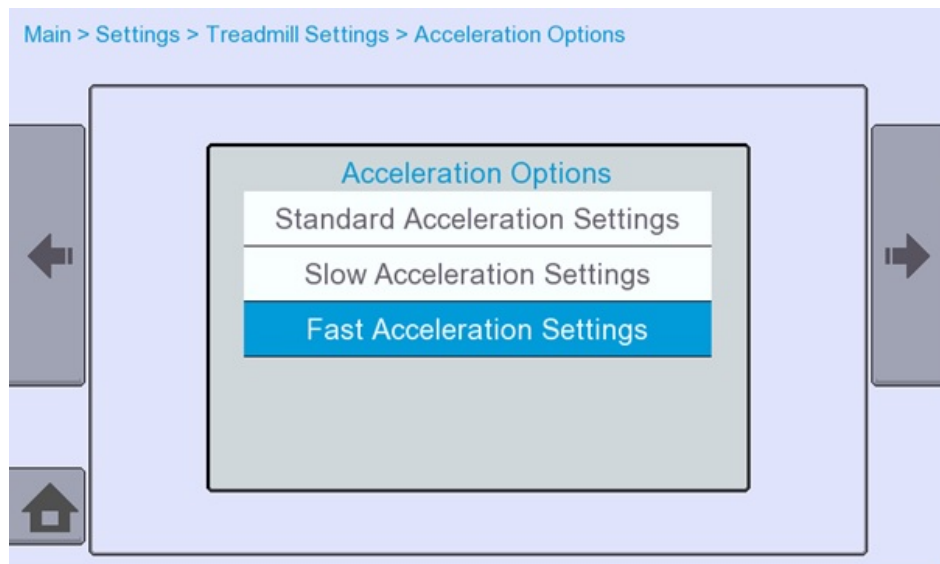 Main > Settings > Treadmill Settings > Acceleration Options
Acceleration Options
Standard Acceleration Settings
Slow Acceleration Settings
Fast Acceleration Settings